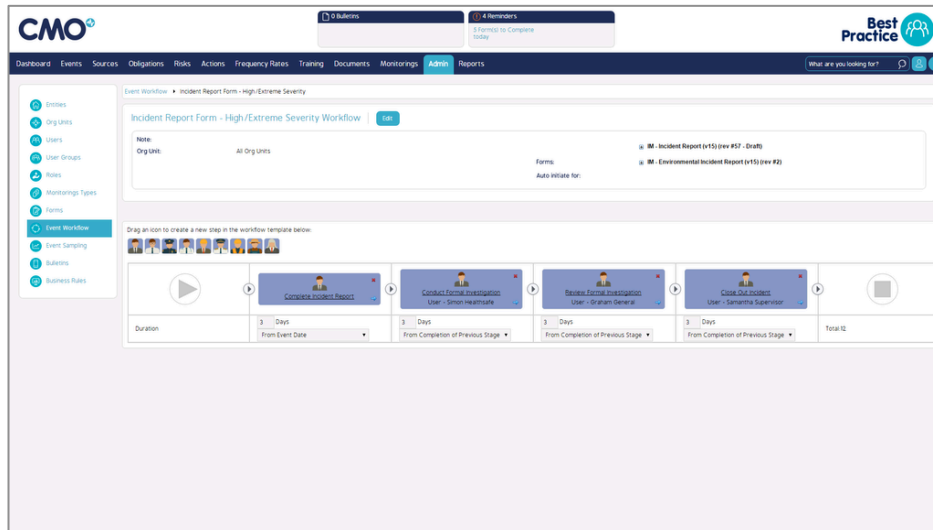 CMO
0 Bulletins
4 Reminders
5 Form(s) to Complete
today
Best
Practice
Dashboard Events Sources Obligations Risks Actions Frequency Rates Training Documents Monitorings Admin Reports
What are you looking for?
Entities
Org Units
Users
User Groups
Roles
Monitorings Types
Forms
Event Workflow
Event Sampling
Bulletins
Business Rules
Event Workflow Incident Report Form - High/Extreme Severity
Incident Report Form - High/Extreme Severity Workflow Edit
Note:
Org Unit: All Org Units
Forms:
IM - Incident Report (v15) (rev #57 - Draft)
IM - Environmental Incident Report (v15) (rev #2)
Auto initiate for:
Drag an icon to create a new step in the workflow template below.
Complete Incident Report
Conduct Formal Investigation
User - Simon Heathsafe
Review Formal Investigation
User - Graham General
Close Out Incident
User - Samantha Supervisor
Duration
3 Days
From Event Date
3 Days
From Completion of Previous Stage
3 Days
From Completion of Previous Stage
3 Days
From Completion of Previous Stage
Total 12